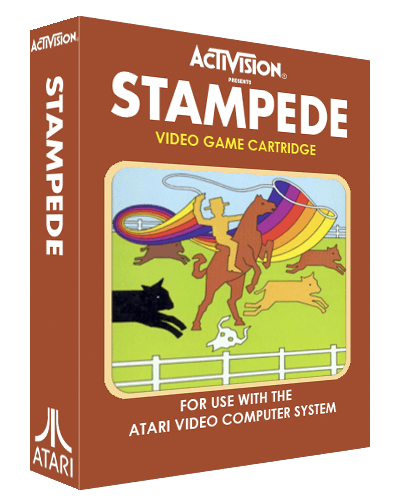 ACTIVISION®
PRESENTS
STAMPEDE
VIDEO GAME CARTRIDGE
FOR USE WITH THE
ATARI VIDEO COMPUTER SYSTEM
ACTIVISION®
STAMPEDE
ATARI